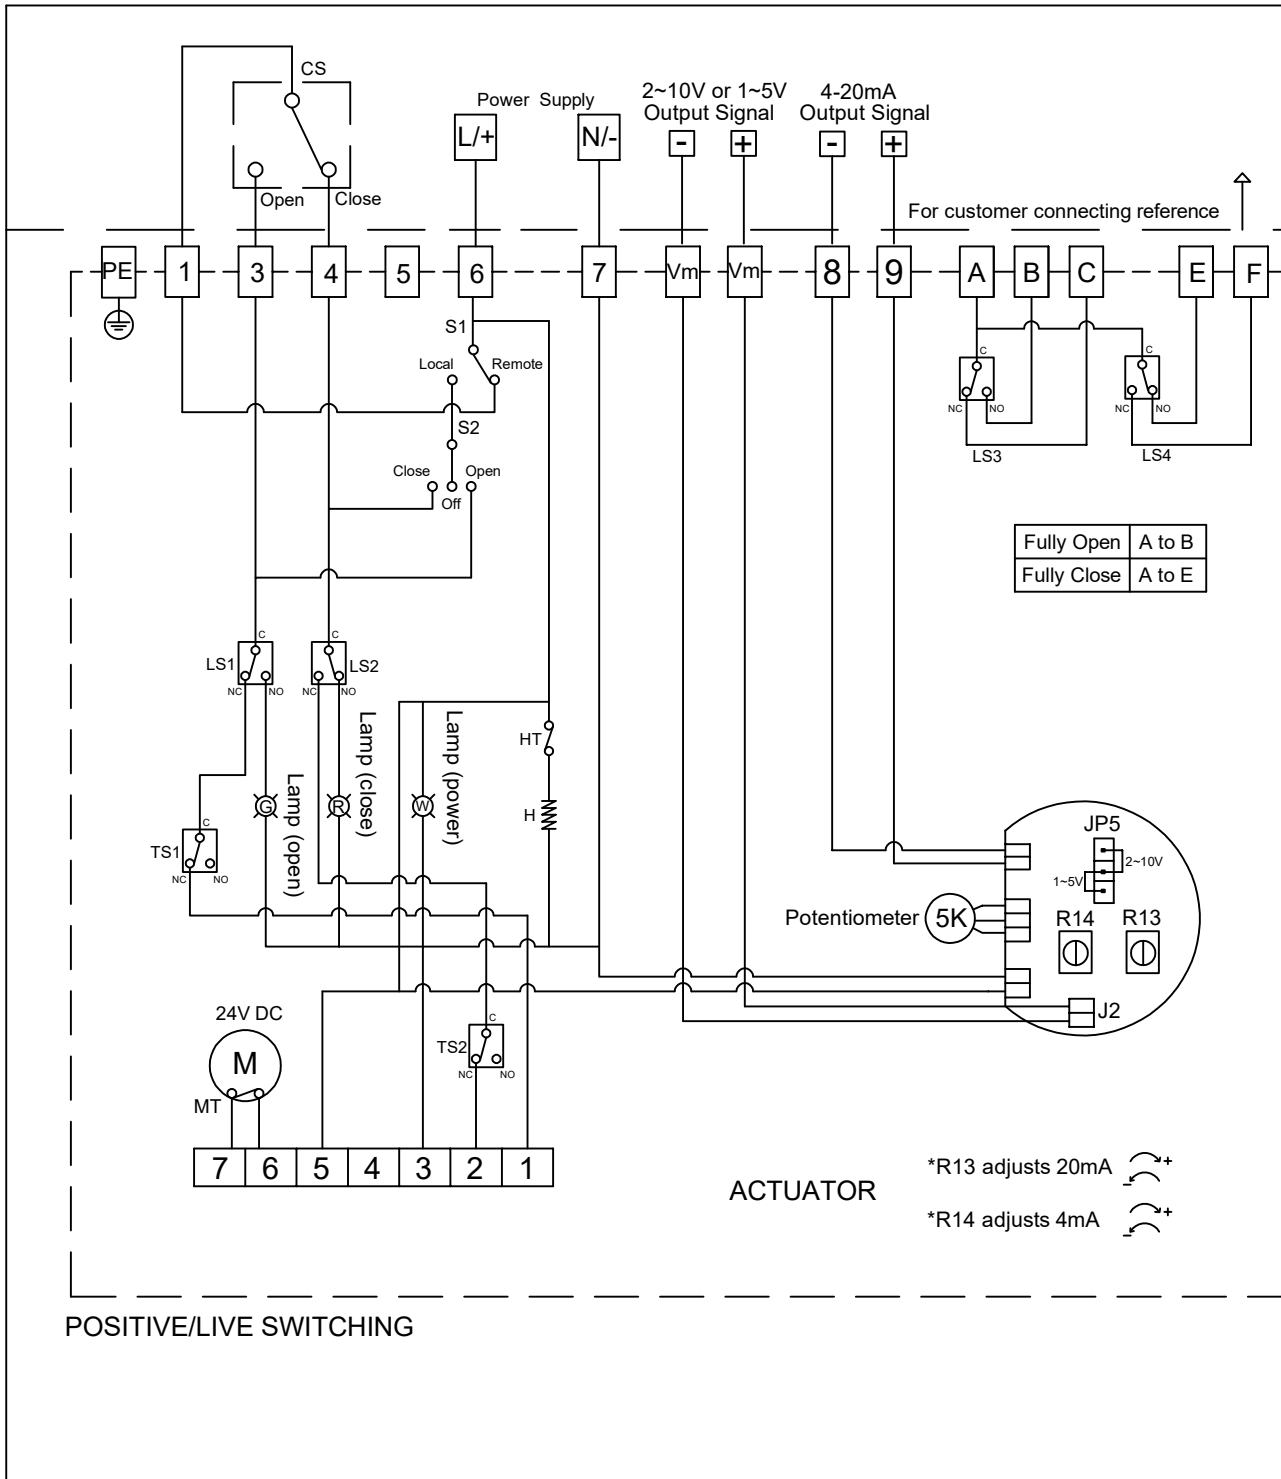 CS
Open
Close
Power Supply
L/+
N/-
2~10V or 1~5V
Output Signal
-
+
4-20mA
Output Signal
-
+
For customer connecting reference
PE
1
3
4
5
6
7
Vm
Vm
8
9
A
B
C
E
F
S1
Local
Remote
S2
Close
Off
Open
C
NC
NO
LS3
C
NC
NO
LS4
Fully Open A to B
Fully Close A to E
C
LS1
NC
NO
C
LS2
NC
NO
Lamp (open)
Lamp (close)
Lamp (power)
G
R
W
HT
H
C
TS1
NC
NO
Potentiometer
5K
JP5
2~10V
1~5V
R14
R13
J2
24V DC
M
MT
C
TS2
NC
NO
7 6 5 4 3 2 1
ACTUATOR
*R13 adjusts 20mA
+
-
*R14 adjusts 4mA
+
-
POSITIVE/LIVE SWITCHING